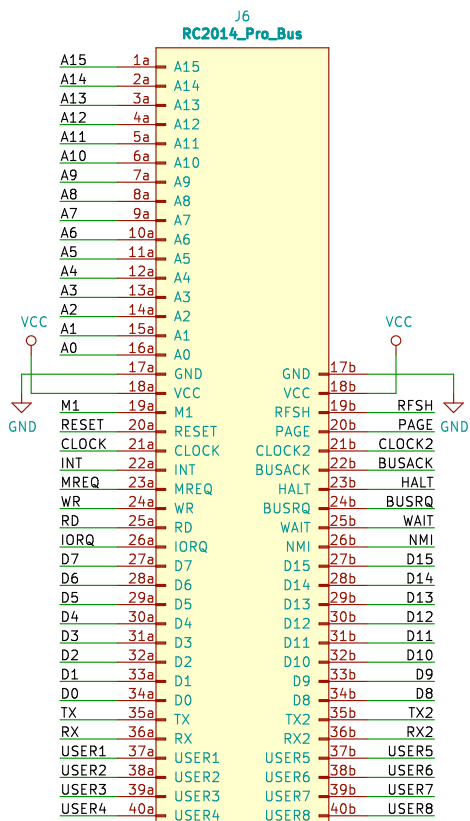 J6
RC2014_Pro_Bus
A15 1a A15
A14 2a A14
A13 3a A13
A12 4a A12
A11 5a A11
A10 6a A10
A9 7a A9
A8 8a A8
A7 9a A7
A6 10a A6
A5 11a A5
A4 12a A4
A3 13a A3
A2 14a A2
VCC VCC
A1 15a A1
A0 16a A0
17a GND GND 17b
18a VCC VCC 18b
M1 19a M1 RFSH 19b RFSH
GND GND
RESET 20a RESET PAGE 20b PAGE
CLOCK 21a CLOCK CLOCK2 21b CLOCK2
INT 22a INT BUSACK 22b BUSACK
MREQ 23a MREQ HALT 23b HALT
WR 24a WR BUSRQ 24b BUSRQ
RD 25a RD WAIT 25b WAIT
IORQ 26a IORQ NMI 26b NMI
D7 27a D7 D15 27b D15
D6 28a D6 D14 28b D14
D5 29a D5 D13 29b D13
D4 30a D4 D12 30b D12
D3 31a D3 D11 31b D11
D2 32a D2 D10 32b D10
D1 33a D1 D9 33b D9
D0 34a D0 D8 34b D8
TX 35a TX TX2 35b TX2
RX 36a RX RX2 36b RX2
USER1 37a USER1 USER5 37b USER5
USER2 38a USER2 USER6 38b USER6
USER3 39a USER3 USER7 39b USER7
USER4 40a USER4 USER8 40b USER8